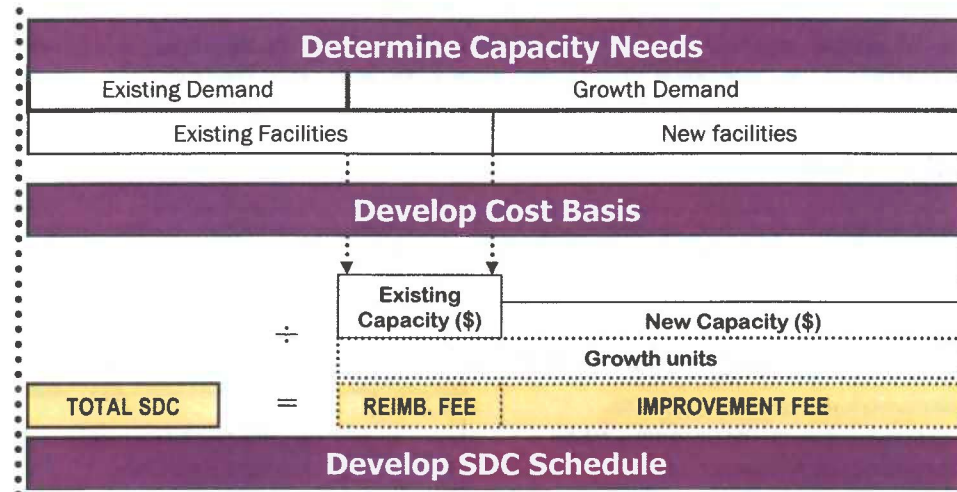 Determine Capacity Needs
Existing Demand Growth Demand
Existing Facilities New facilities
Develop Cost Basis
Existing
Capacity ($) New Capacity ($)
÷ Growth units
TOTAL SDC = REIMB. FEE IMPROVEMENT FEE
Develop SDC Schedule